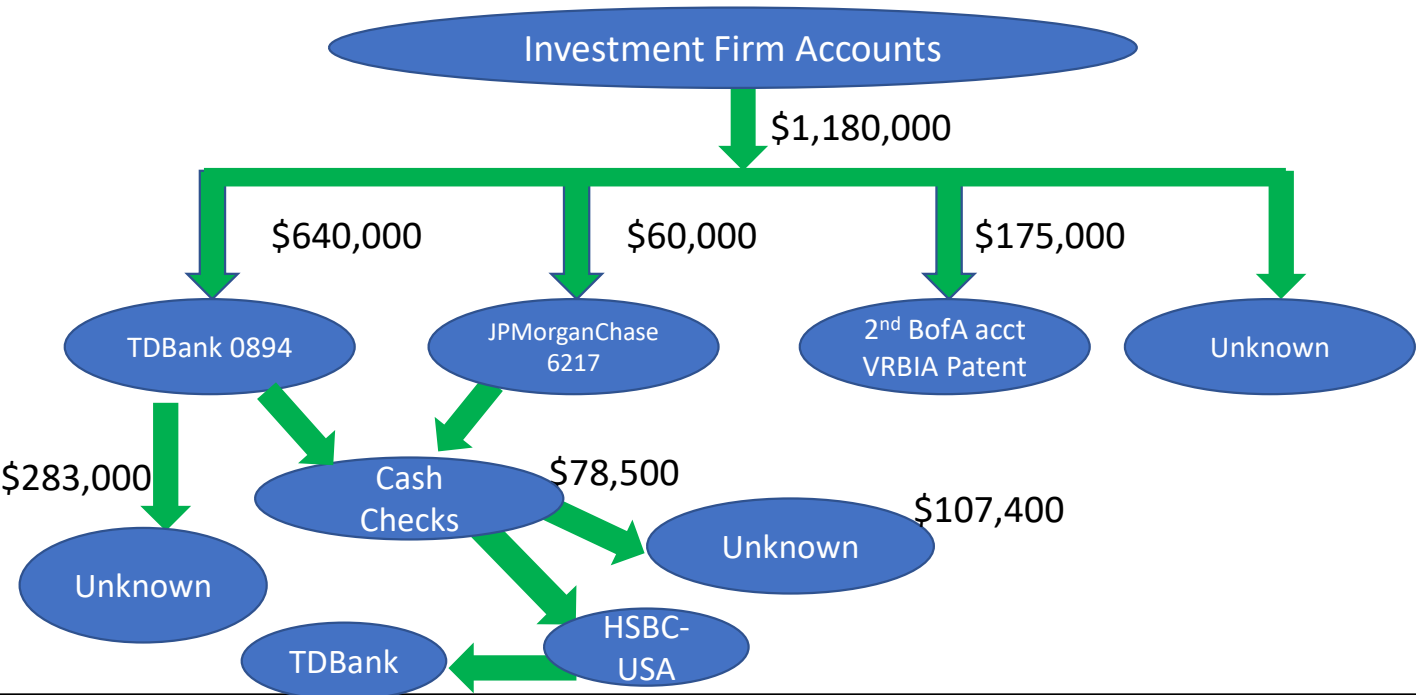 Investment Firm Accounts
$1,180,000
$640,000
$60,000
$175,000
TDBank 0894
JPMorganChase
6217
2nd BofA acct
VRBIA Patent
Unknown
$283,000
Cash
Checks
$78,500
$107,400
Unknown
Unknown
HSBC-
USA
TDBank